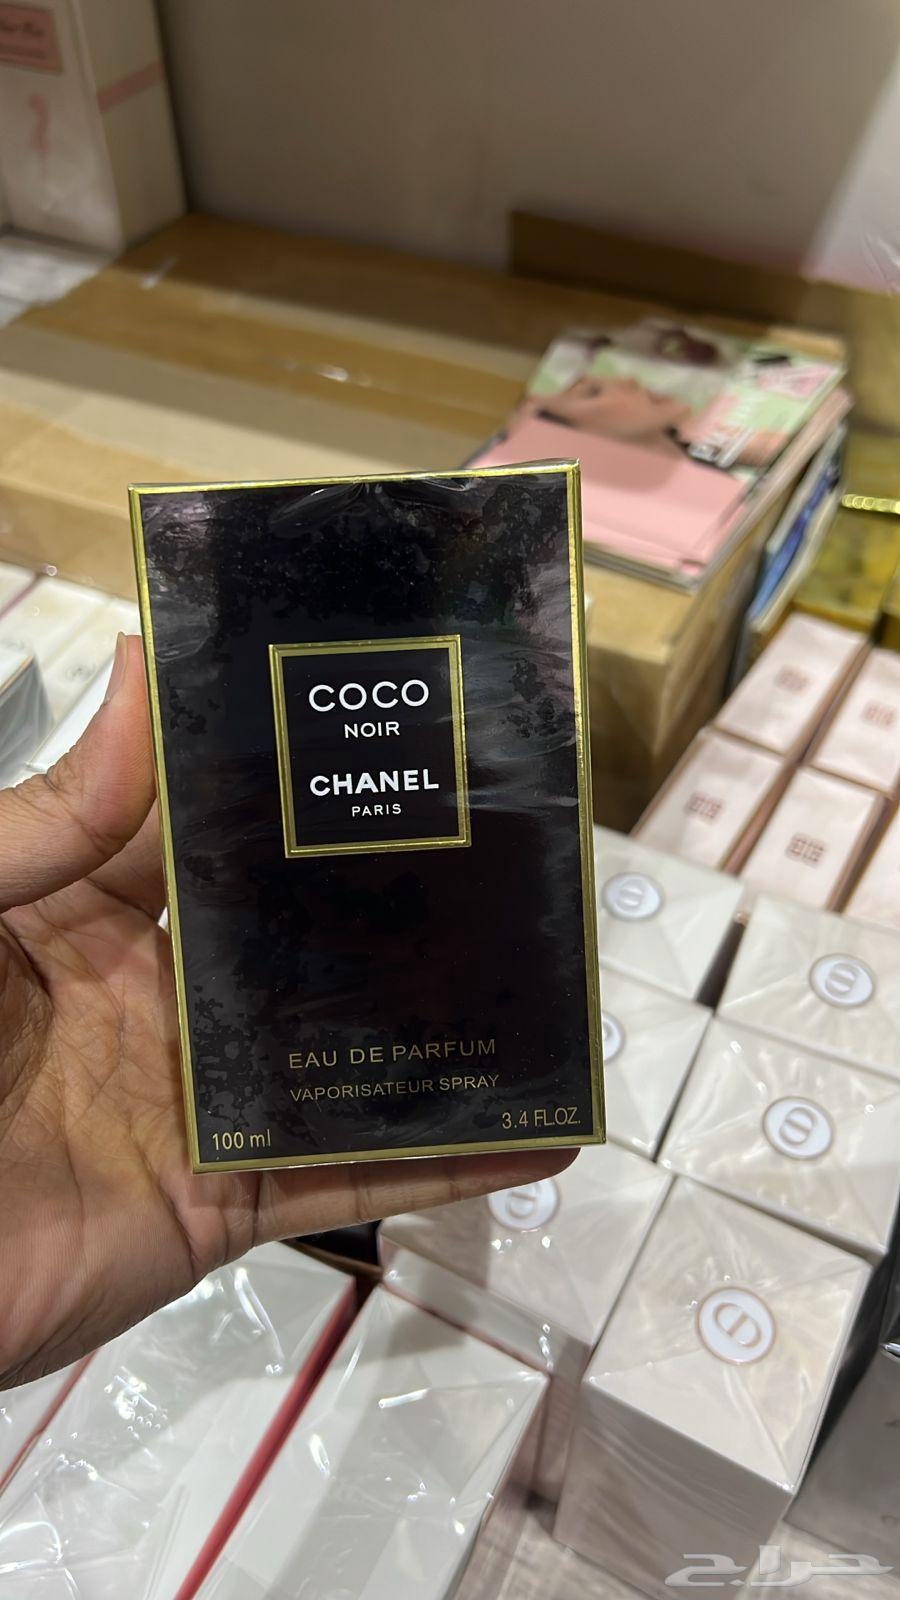 COCO
NOIR
CHANEL
PARIS
EAU DE PARFUM
VAPORISATEUR SPRAY
100 ml
3.4 FL.OZ.
حراج